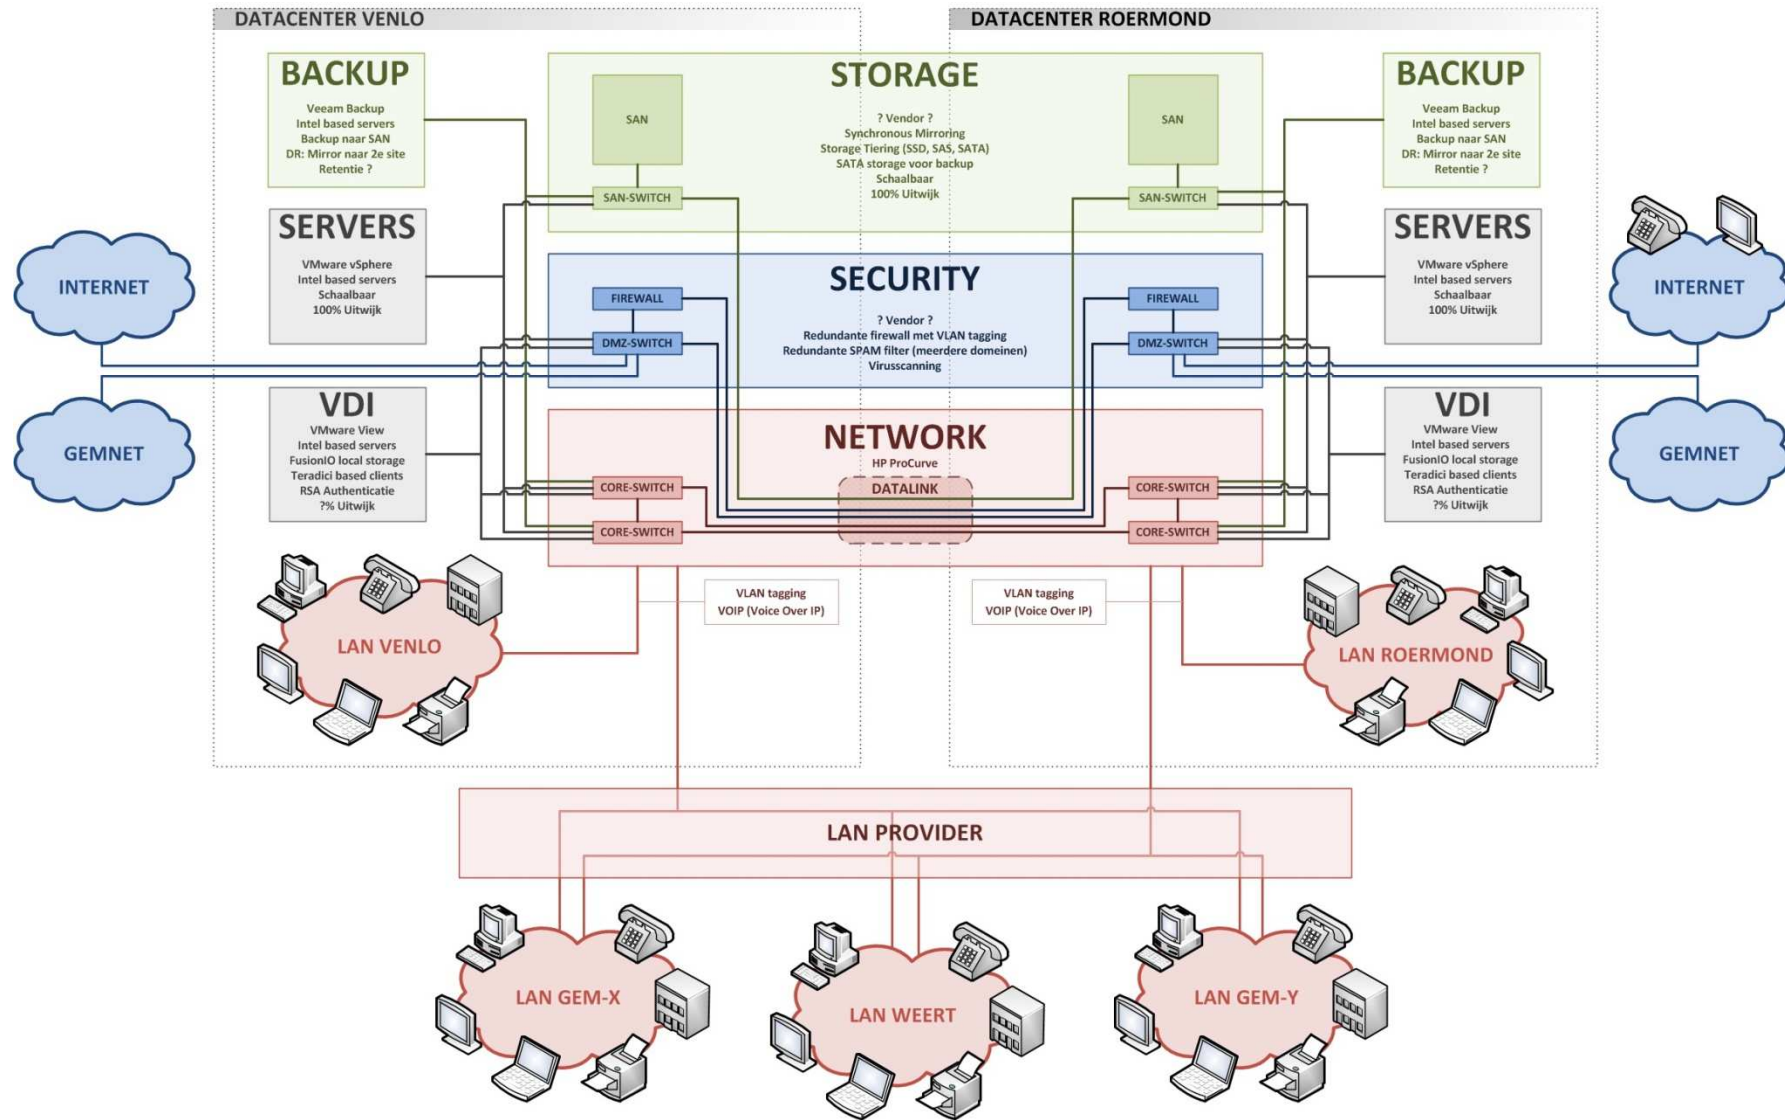 DATACENTER VENLO
DATACENTER ROERMOND
BACKUP
Veeam Backup
Intel based servers
Backup naar SAN
DR: Mirror naar 2e site
Retentie ?
STORAGE
SAN
? Vendor ?
Synchronous Mirroring
Storage Tiering (SSD, SAS, SATA)
SATA storage voor backup
Schaalbaar
100% Uitwijk
SAN
SAN-SWITCH
SAN-SWITCH
BACKUP
Veeam Backup
Intel based servers
Backup naar SAN
DR: Mirror naar 2e site
Retentie ?
SERVERS
VMware vSphere
Intel based servers
Schaalbaar
100% Uitwijk
INTERNET
GEMNET
SECURITY
FIREWALL
FIREWALL
? Vendor ?
Redundante firewall met VLAN tagging
Redundante SPAM filter (meerdere domeinen)
Virusscanning
DMZ-SWITCH
DMZ-SWITCH
SERVERS
VMware vSphere
Intel based servers
Schaalbaar
100% Uitwijk
INTERNET
GEMNET
VDI
VMware View
Intel based servers
FusionIO local storage
Teradici based clients
RSA Authenticatie
?% Uitwijk
NETWORK
HP ProCurve
DATALINK
CORE-SWITCH
CORE-SWITCH
CORE-SWITCH
CORE-SWITCH
VDI
VMware View
Intel based servers
FusionIO local storage
Teradici based clients
RSA Authenticatie
?% Uitwijk
VLAN tagging
VOIP (Voice Over IP)
VLAN tagging
VOIP (Voice Over IP)
LAN VENLO
LAN ROERMOND
LAN PROVIDER
LAN GEM-X
LAN WEERT
LAN GEM-Y